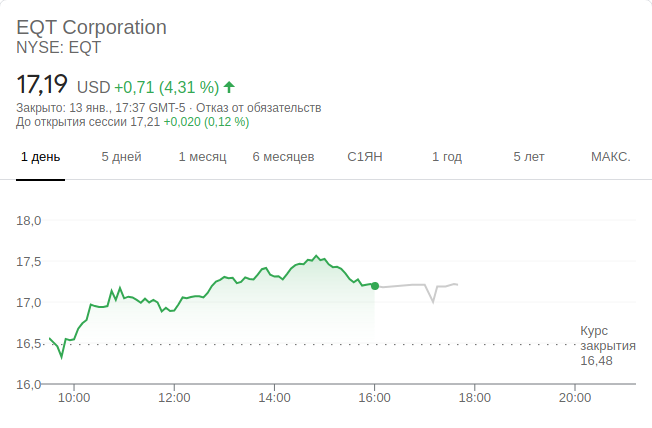 EQT Corporation
NYSE: EQT
17,19 USD +0,71 (4,31 %)
Закрыто: 13 янв., 17:37 GMT-5 · Отказ от обязательств
До открытия сессии 17,21 +0,020 (0,12 %)
1 день 5 дней 1 месяц 6 месяцев С1ЯН 1 год 5 лет МАКС.
18,0
17,5
17,0
16,5
16,0
Курс
закрытия
16,48
10:00 12:00 14:00 16:00 18:00 20:00